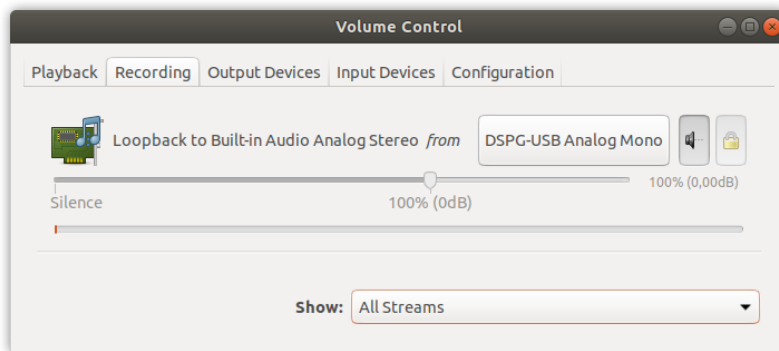 Volume Control
Playback Recording Output Devices Input Devices Configuration
Loopback to Built-in Audio Analog Stereo from DSPG-USB Analog Mono
100% (0,00dB)
Silence 100% (0dB)
Show: All Streams